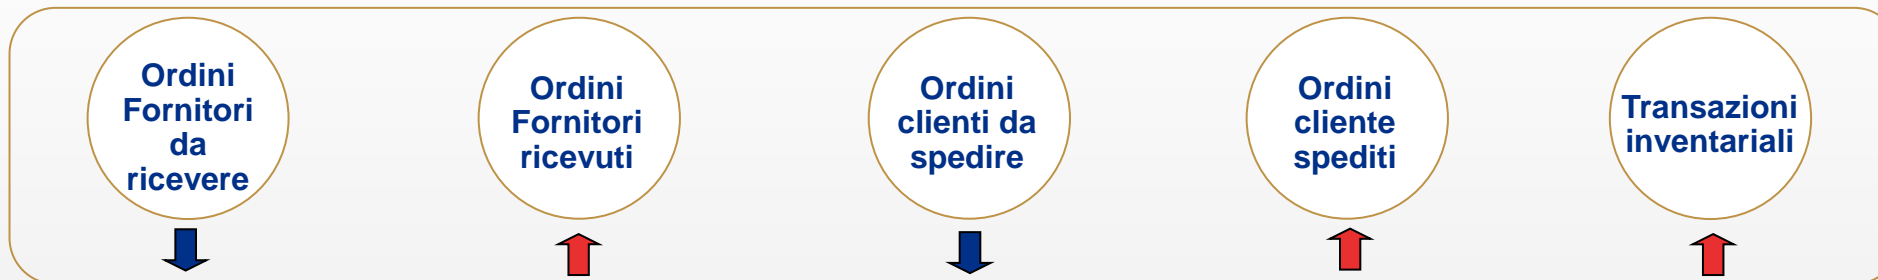 Ordini
Fornitori
da
ricevere
Ordini
Fornitori
ricevuti
Ordini
clienti da
spedire
Ordini
cliente
spediti
Transazioni
inventariali